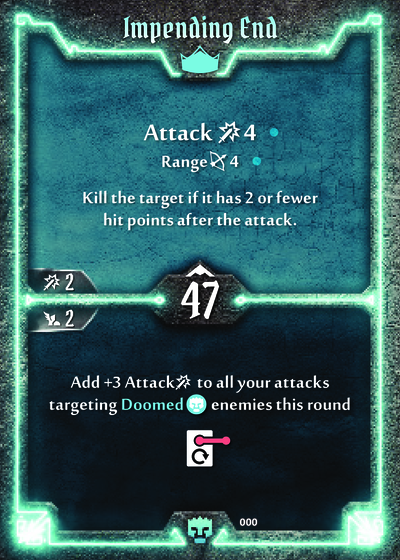 Impending End
Attack 4
Range 4
Kill the target if it has 2 or fewer
hit points after the attack.
2
47
2
Add +3 Attack to all your attacks
targeting Doomed enemies this round
000